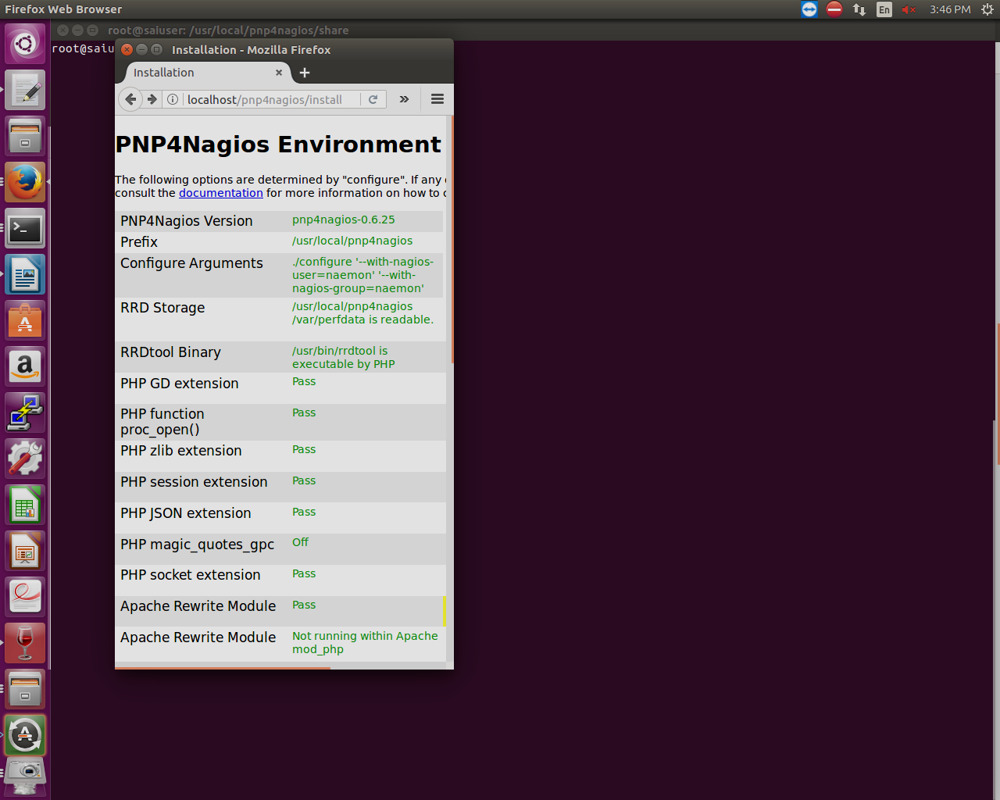 Firefox Web Browser
En
3:46 PM
root@saiuser: /usr/local/pnp4nagios/share
root@saiu
Installation - Mozilla Firefox
Installation
localhost/pnp4nagios/install
PNP4Nagios Environment
The following options are determined by "configure". If any
consult the documentation for more information on how to
PNP4Nagios Version pnp4nagios-0.6.25
Prefix /usr/local/pnp4nagios
Configure Arguments ./configure '--with-nagios-
user=naemon' '--with-
nagios-group=naemon'
RRD Storage /usr/local/pnp4nagios
/var/perfdata is readable.
RRDtool Binary /usr/bin/rrdtool is
executable by PHP
PHP GD extension Pass
PHP function Pass
proc_open()
PHP zlib extension Pass
PHP session extension Pass
PHP JSON extension Pass
PHP magic_quotes_gpc Off
PHP socket extension Pass
Apache Rewrite Module Pass
Apache Rewrite Module Not running within Apache
mod_php